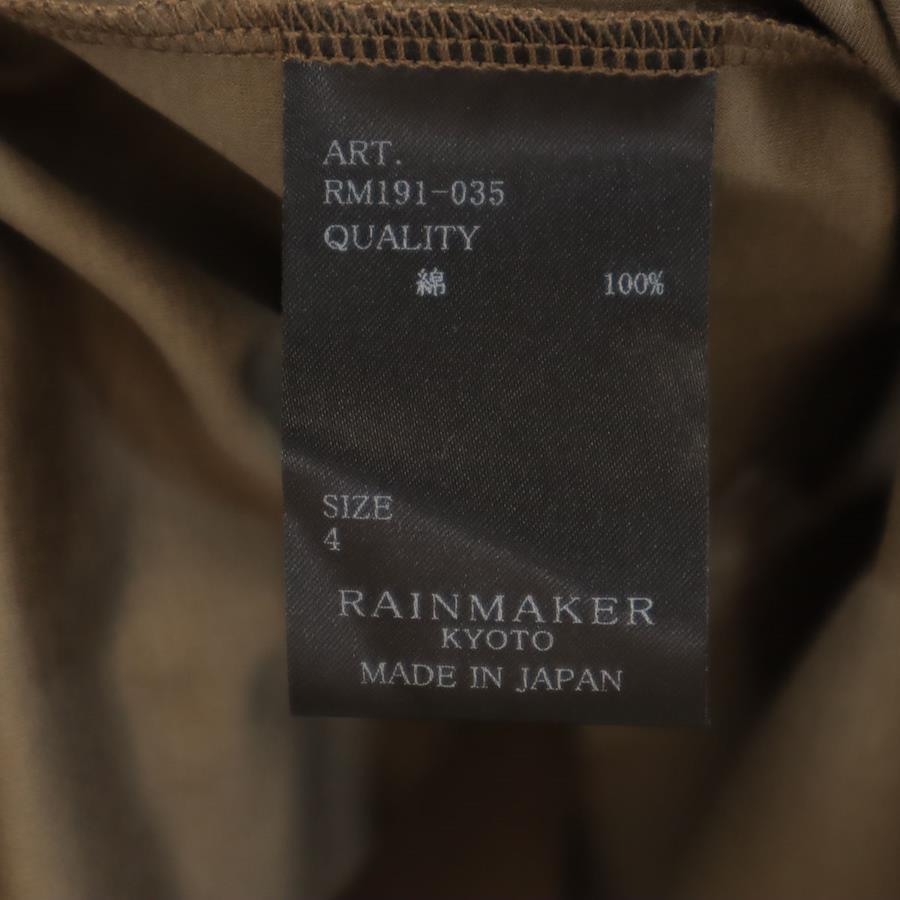 ART.
RM191-035
QUALITY
綿 100%
SIZE
4
RAINMAKER
KYOTO
MADE IN JAPAN